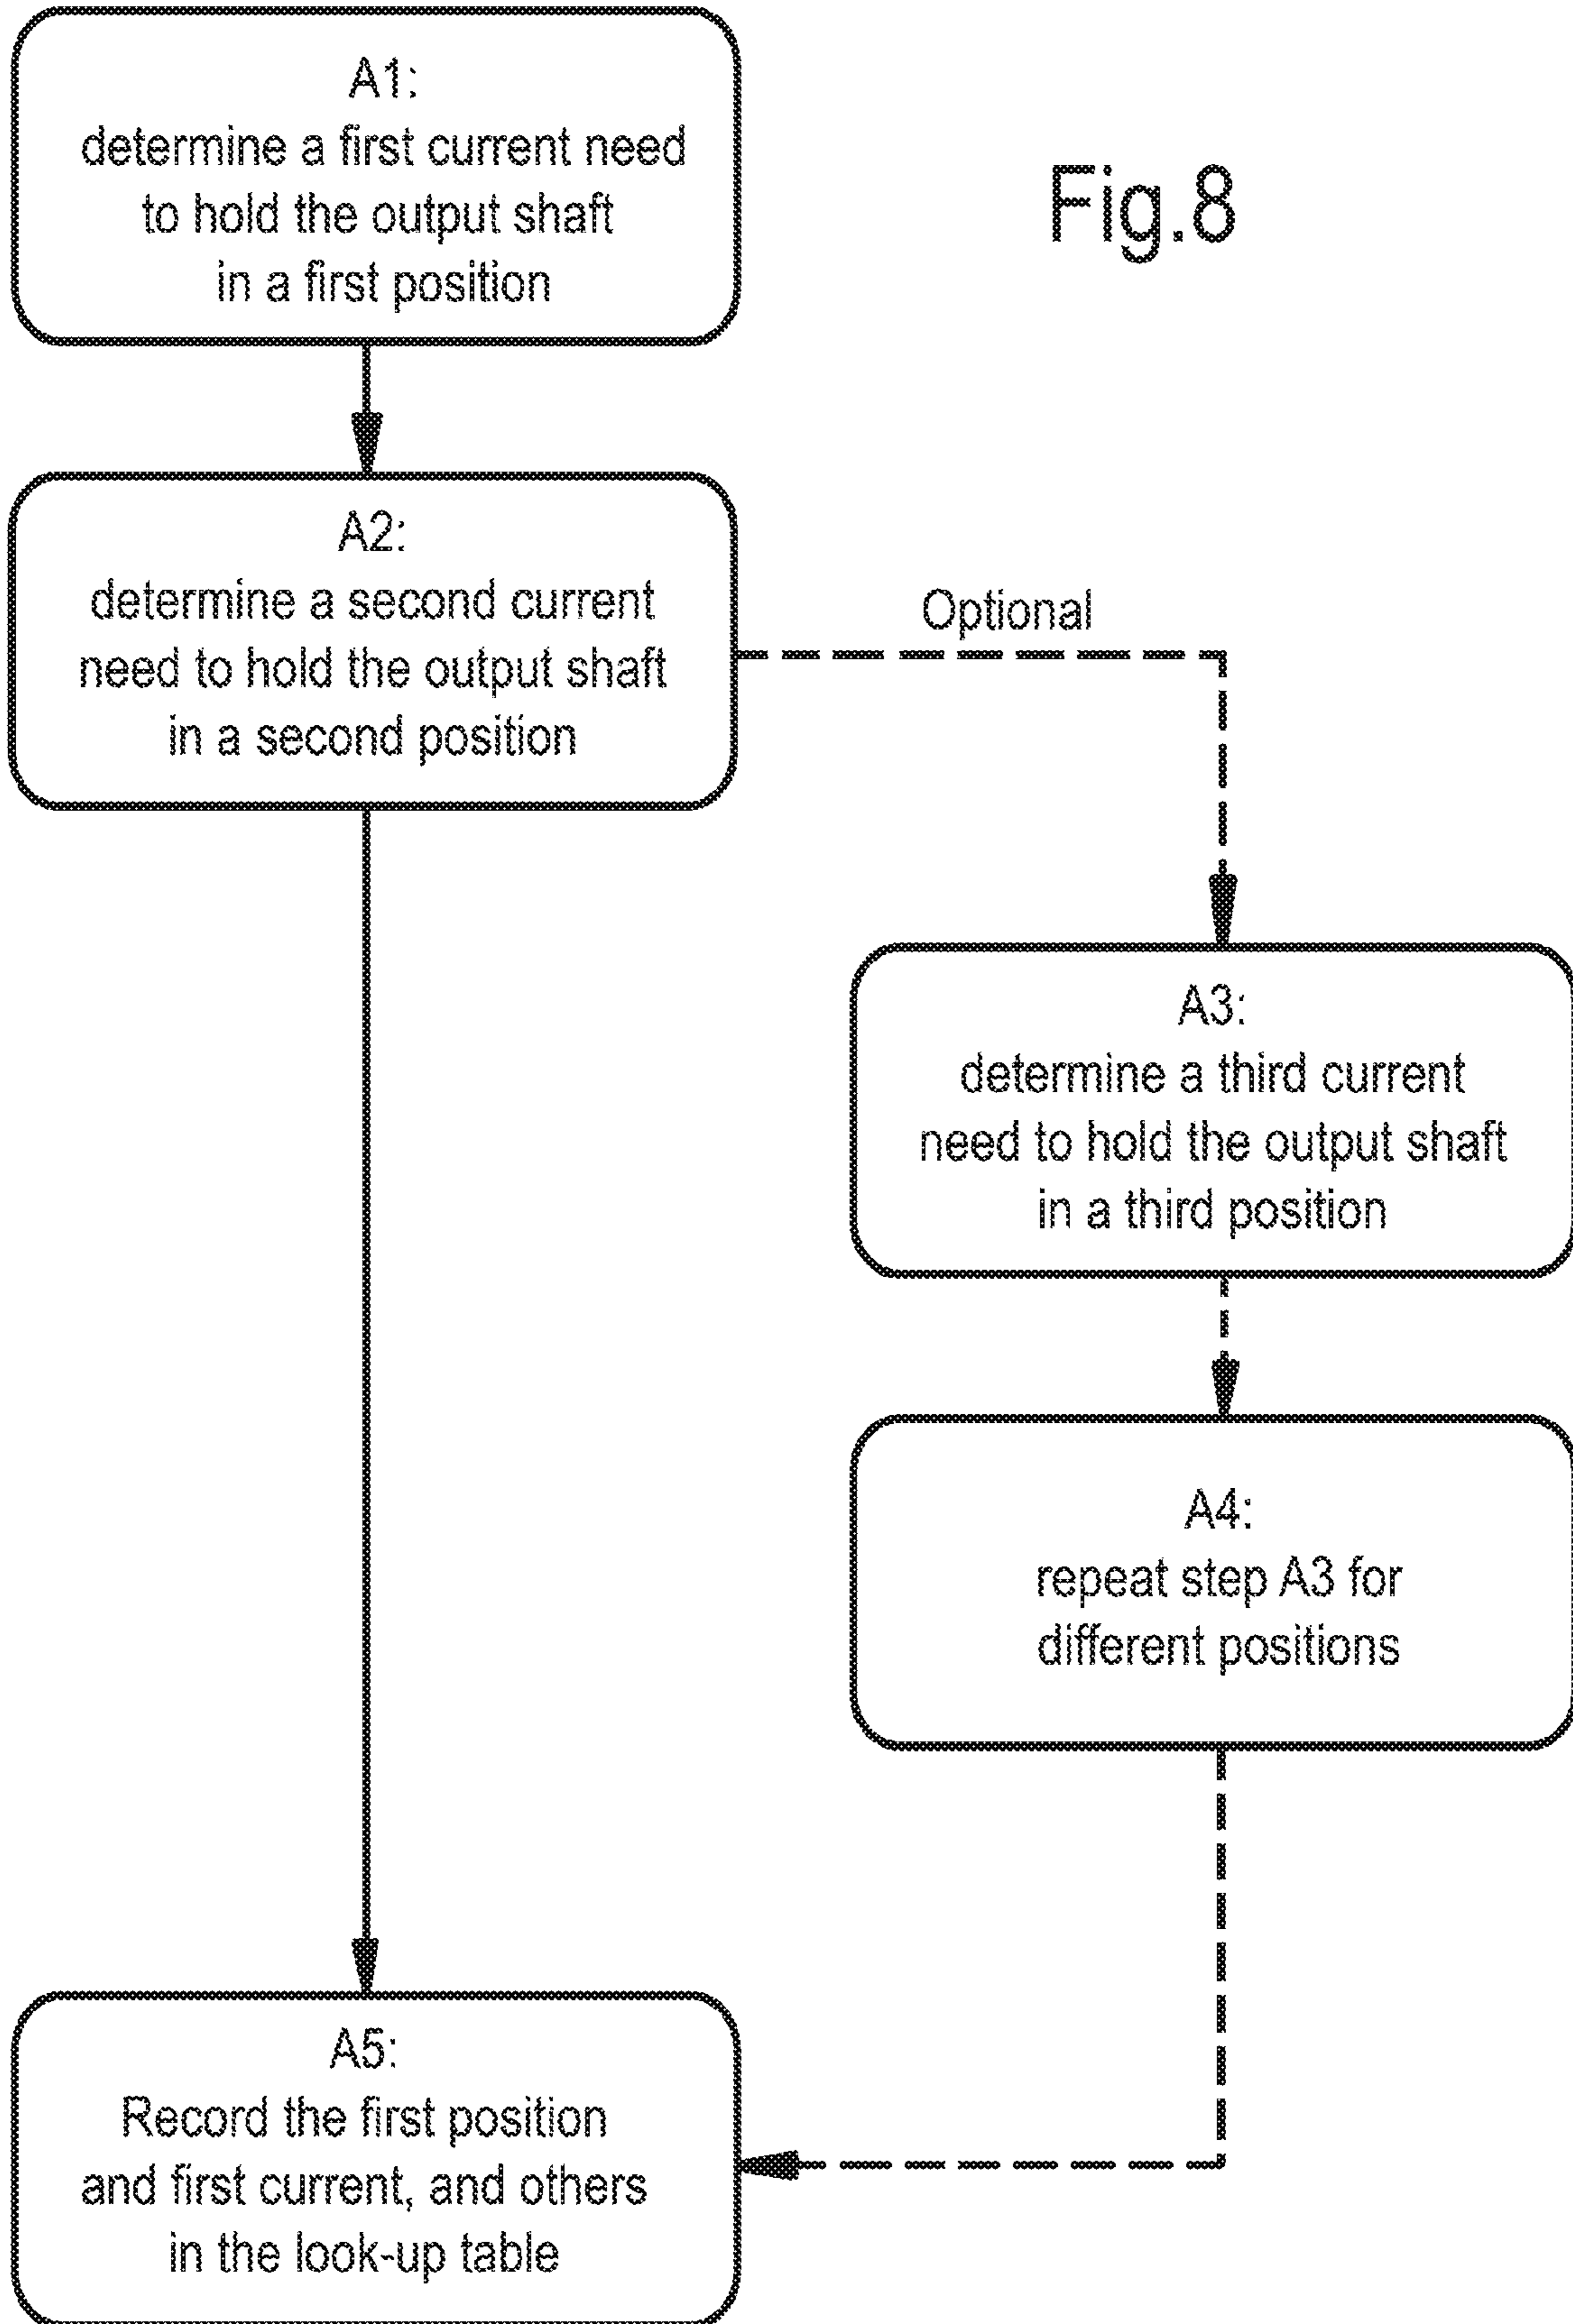 A1:
determine a first current need
to hold the output shaft
in a first position
Fig.8
A2:
determine a second current
need to hold the output shaft
in a second position
Optional
A3:
determine a third current
need to hold the output shaft
in a third position
A4:
repeat step A3 for
different positions
A5:
Record the first position
and first current, and others
in the look-up table